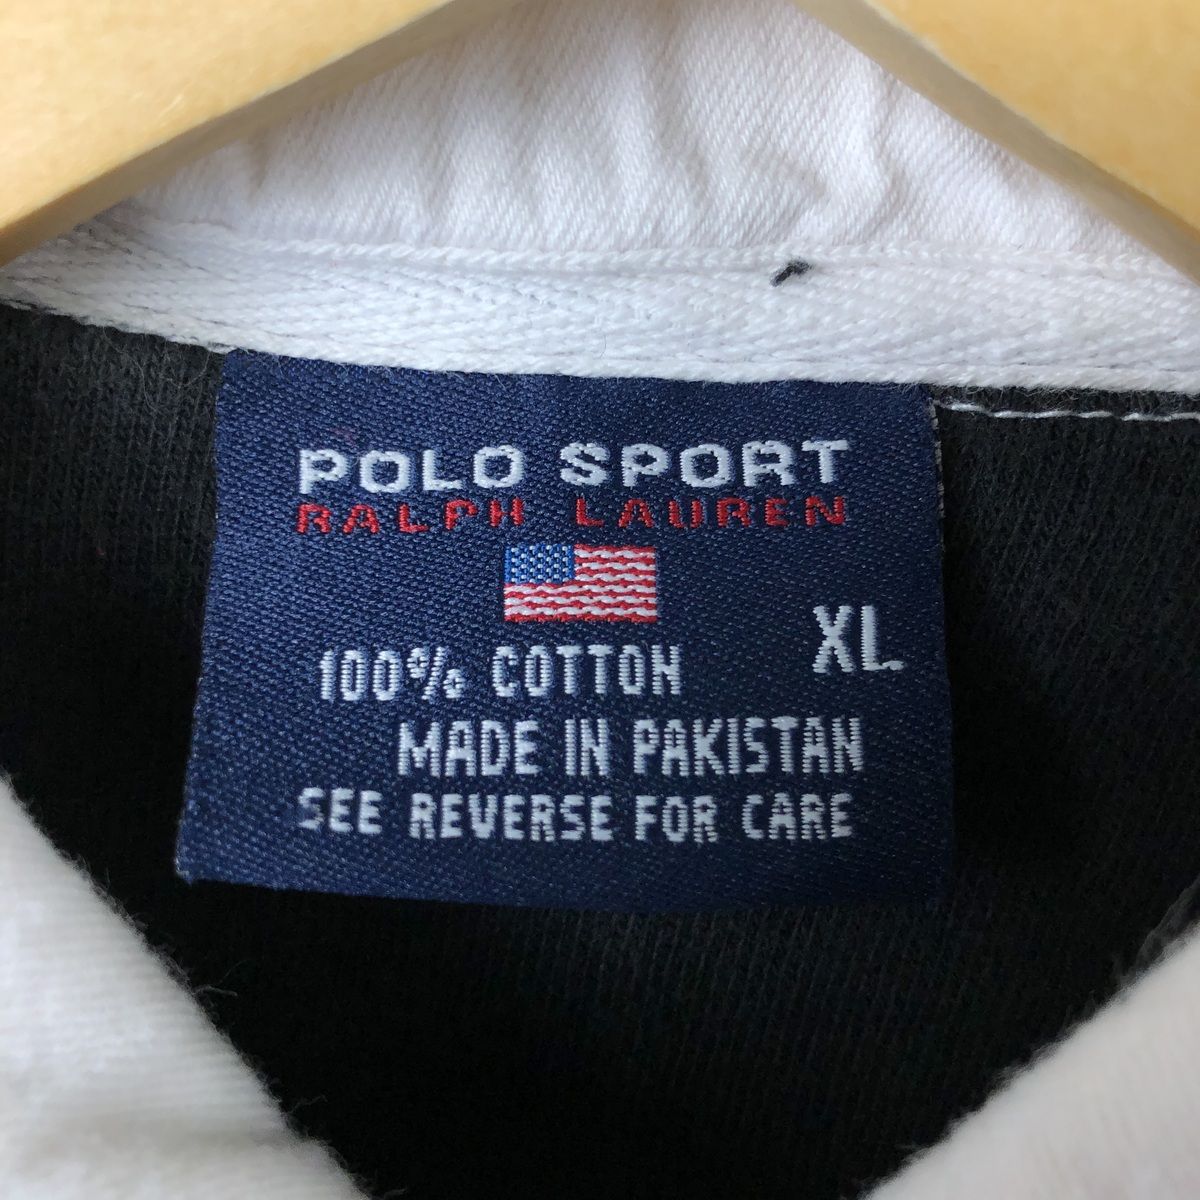 POLO SPORT
RALPH LAUREN
XL
100% COTTON
MADE IN PAKISTAN
SEE REVERSE FOR CARE